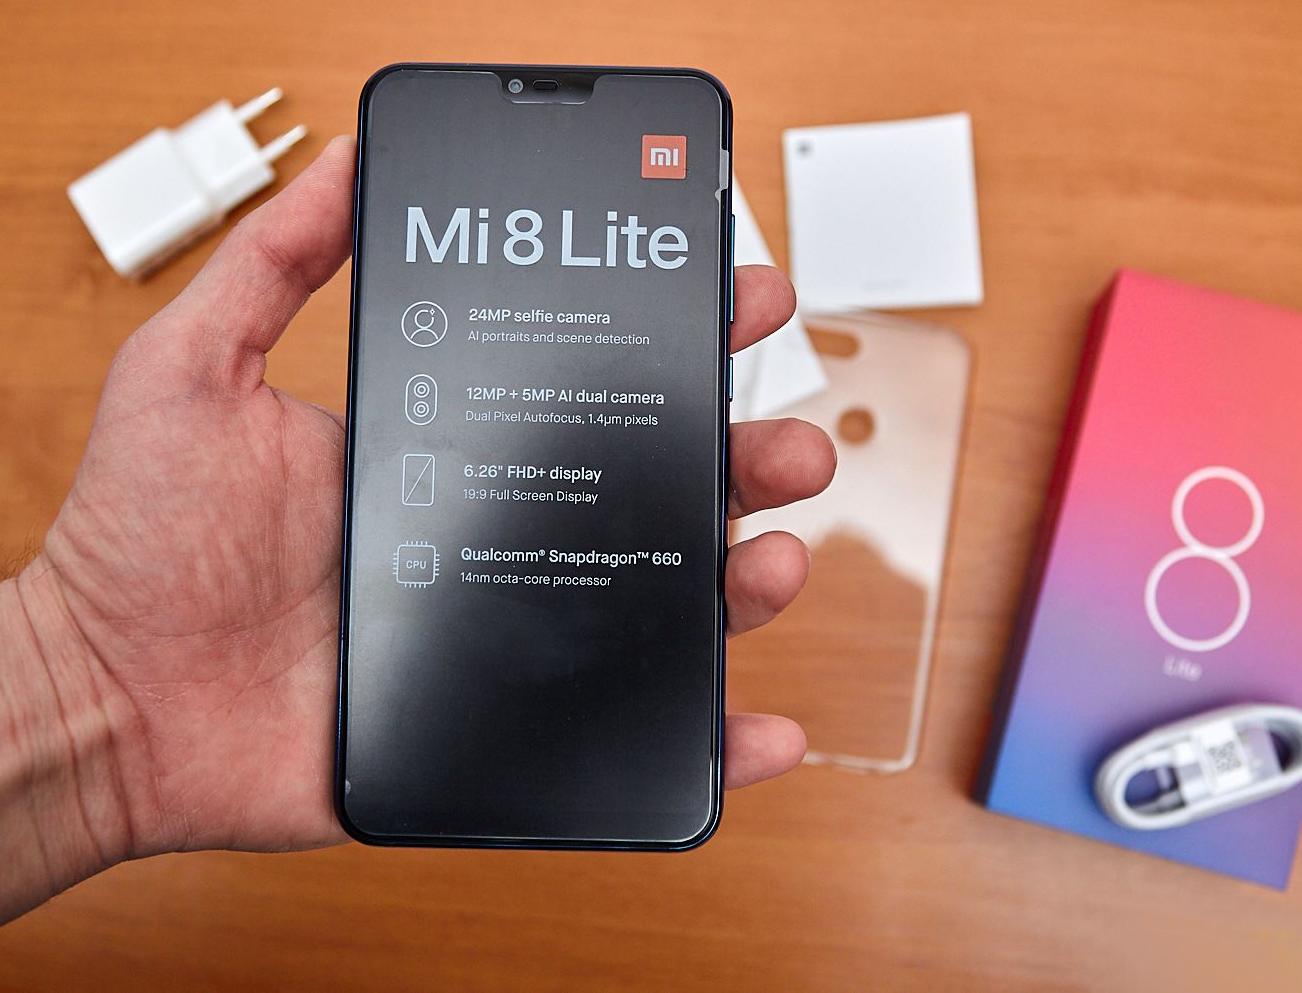 mi
Mi 8 Lite
24MP selfie camera
AI portraits and scene detection
12MP + 5MP AI dual camera
Dual Pixel Autofocus, 1.4µm pixels
6.26" FHD+ display
19:9 Full Screen Display
CPU
Qualcomm® Snapdragon™ 660
14nm octa-core processor
8
Lite